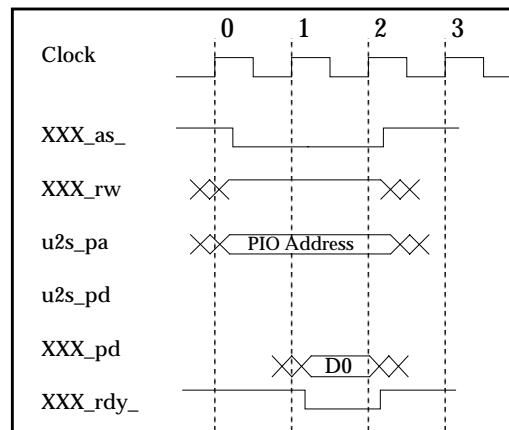 0 1 2 3
Clock
XXX_as_
XXX_rw
u2s_pa PIO Address
u2s_pd
XXX_pd D0
XXX_rdy_